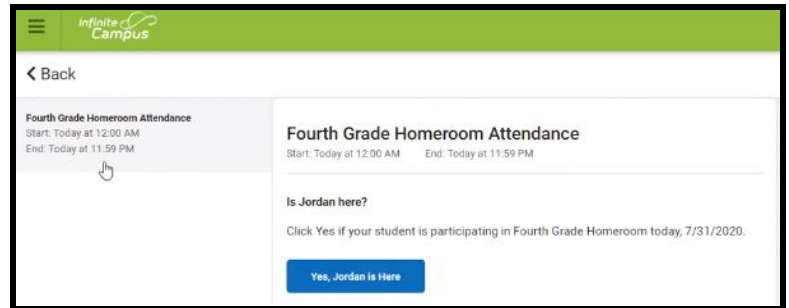 Infinite
Campus
Back
Fourth Grade Homeroom Attendance
Start: Today at 12:00 AM
End: Today at 11:59 PM
Fourth Grade Homeroom Attendance
Start: Today at 12:00 AM End: Today at 11:59 PM
Is Jordan here?
Click Yes if your student is participating in Fourth Grade Homeroom today, 7/31/2020.
Yes, Jordan is Here